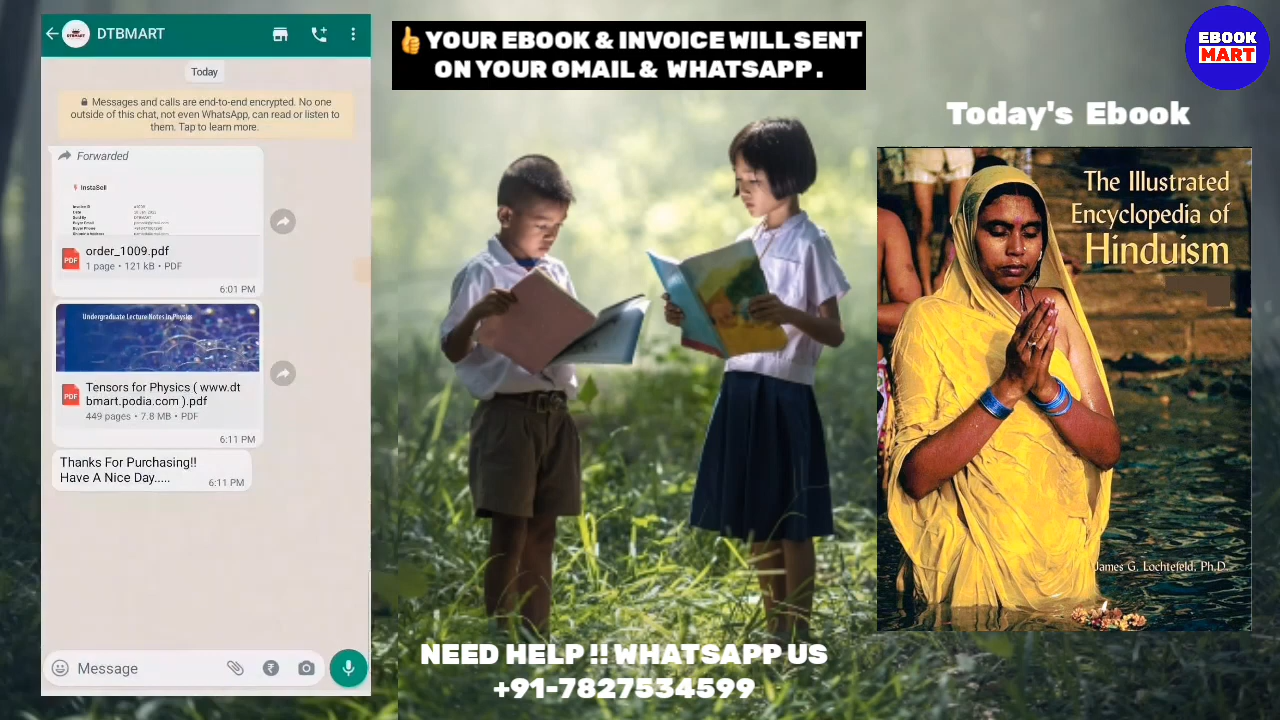 DTBMART
Today
Messages and calls are end-to-end encrypted. No one
outside of this chat, not even WhatsApp, can read or listen to
them. Tap to learn more.
Forwarded
InstaSell
order_1009.pdf
1 page • 121 kB • PDF
6:01 PM
Undergraduate Lecture Notes in Physics
Tensors for Physics ( www.dt
bmart.podia.com ).pdf
449 pages • 7.8 MB • PDF
6:11 PM
Thanks For Purchasing!!
Have A Nice Day.....
6:11 PM
Message
👍 YOUR EBOOK & INVOICE WILL SENT
ON YOUR GMAIL & WHATSAPP .
NEED HELP !! WHATSAPP US
+91-7827534599
EBOOK
MART
Today's Ebook
The Illustrated
Encyclopedia of
Hinduism
James G. Lochtefeld, Ph.D.